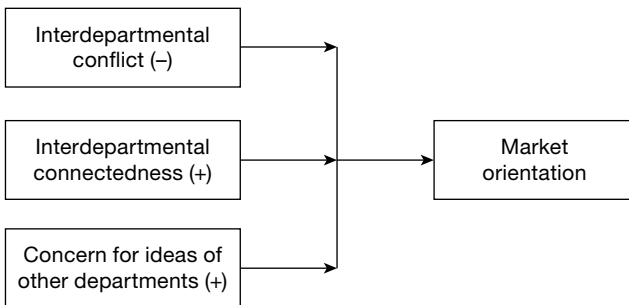 Interdepartmental
conflict (–)
Interdepartmental
connectedness (+)
Market
orientation
Concern for ideas of
other departments (+)